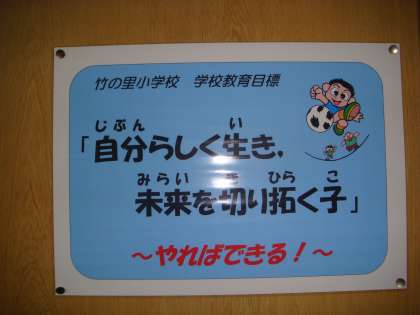 竹の里小学校 学校教育目標
じぶん い
「自分らしく生き,
みらい き ひら こ
未来を切り拓く子」
～やればできる！～